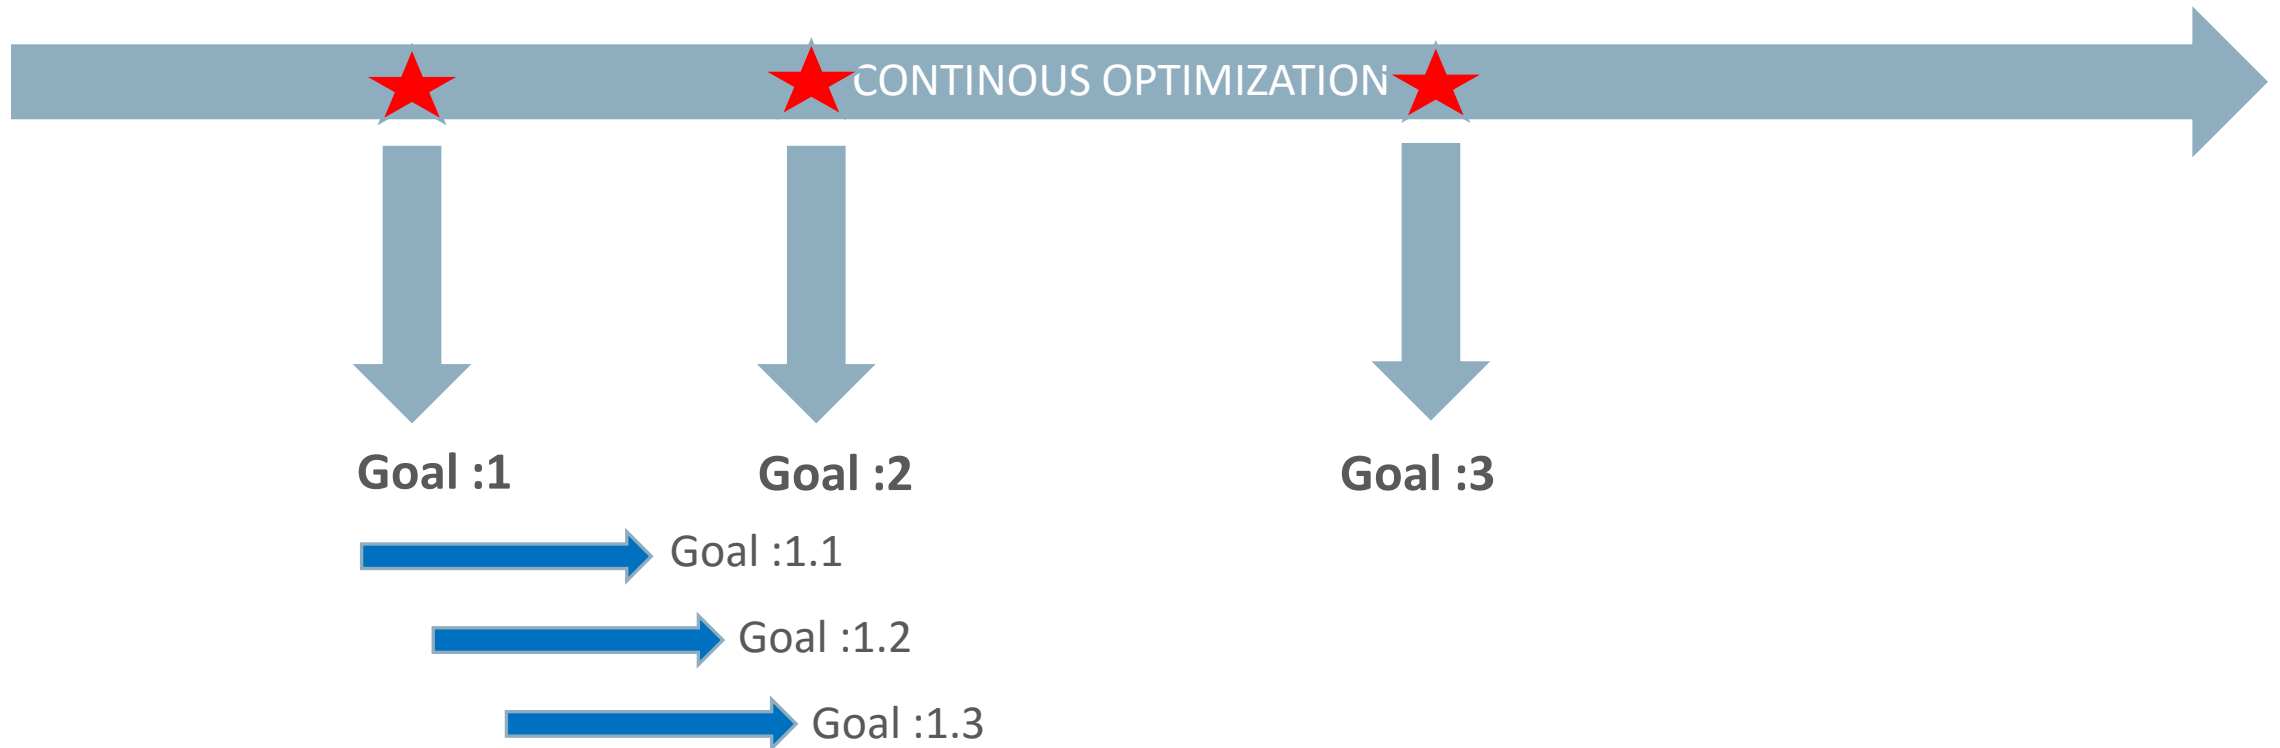 CONTINOUS OPTIMIZATION
Goal :1
Goal :2
Goal :3
Goal :1.1
Goal :1.2
Goal :1.3